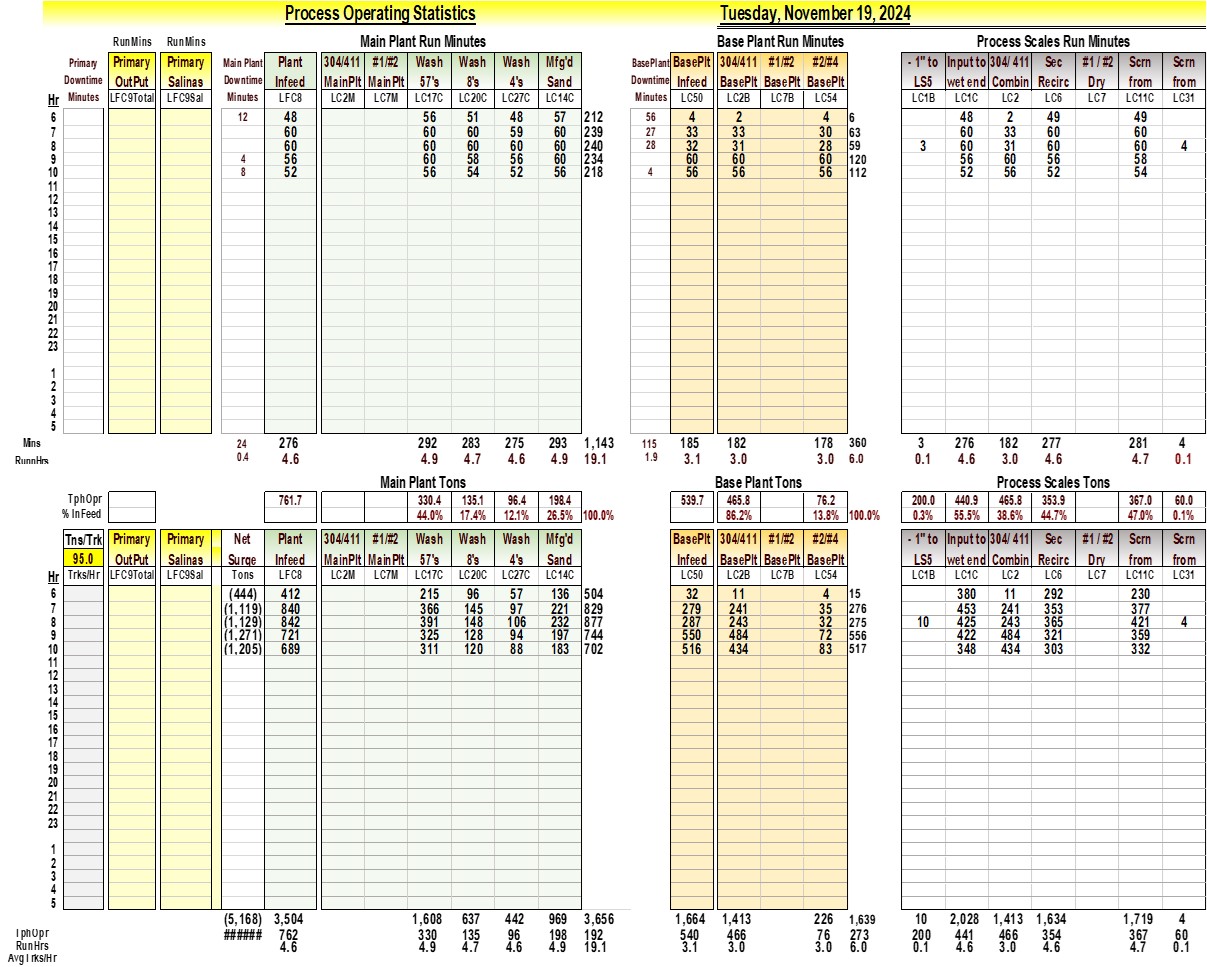 Process Operating Statistics Tuesday, November 19, 2024
RunMins RunMins Main Plant Run Minutes Base Plant Run Minutes Process Scales Run Minutes
Primary Primary Primary Main Plant Plant 304/411 #1/#2 Wash Wash Wash Mfg'd BasePlant BasePlt 304/411 #1/#2 #2/#4 - 1" to Input to 304/ 411 Sec #1 / #2 Scrn Scrn
Downtime OutPut Salinas Downtime Infeed MainPlt MainPlt 57's 8's 4's Sand Downtime Infeed BasePlt BasePlt BasePlt LS5 wet end Combin Recirc Dry from from
Hr Minutes LFC9Total LFC9Sal Minutes LFC8 LC2M LC7M LC17C LC20C LC27C LC14C Minutes LC50 LC2B LC7B LC54 LC1B LC1C LC2 LC6 LC7 LC11C LC31
6 12 48 56 51 48 57 212 56 4 2 4 6 48 2 49 49
7 60 60 60 59 60 239 27 33 33 30 63 60 33 60 60
8 60 60 60 60 60 240 28 32 31 28 59 3 60 31 60 60 4
9 4 56 60 58 56 60 234 60 60 60 120 56 60 56 58
10 8 52 56 54 52 56 218 4 56 56 56 112 52 56 52 54
11
12
13
14
15
16
17
18
19
20
21
22
23
1
2
3
4
5
Mins 24 276 292 283 275 293 1,143 115 185 182 178 360 3 276 182 277 281 4
RunnHrs 0.4 4.6 4.9 4.7 4.6 4.9 19.1 1.9 3.1 3.0 3.0 6.0 0.1 4.6 3.0 4.6 4.7 0.1
Main Plant Tons Base Plant Tons Process Scales Tons
TphOpr 761.7 330.4 135.1 96.4 198.4 539.7 465.8 76.2 200.0 440.9 465.8 353.9 367.0 60.0
% InFeed 44.0% 17.4% 12.1% 26.5% 100.0% 86.2% 13.8% 100.0% 0.3% 55.5% 38.6% 44.7% 47.0% 0.1%
Tns/Trk Primary Primary Net Plant 304/411 #1/#2 Wash Wash Wash Mfg'd BasePlt 304/411 #1/#2 #2/#4 - 1" to Input to 304/ 411 Sec #1 / #2 Scrn Scrn
95.0 OutPut Salinas Surge Infeed MainPlt MainPlt 57's 8's 4's Sand Infeed BasePlt BasePlt BasePlt LS5 wet end Combin Recirc Dry from from
Hr Trks/Hr LFC9Total LFC9Sal Tons LFC8 LC2M LC7M LC17C LC20C LC27C LC14C LC50 LC2B LC7B LC54 LC1B LC1C LC2 LC6 LC7 LC11C LC31
6 (444) 412 215 96 57 136 504 32 11 4 15 380 11 292 230
7 (1,119) 840 366 145 97 221 829 279 241 35 276 453 241 353 377
8 (1,129) 842 391 148 106 232 877 287 243 32 275 10 425 243 365 421 4
9 (1,271) 721 325 128 94 197 744 550 484 72 556 422 484 321 359
10 (1,205) 689 311 120 88 183 702 516 434 83 517 348 434 303 332
11
12
13
14
15
16
17
18
19
20
21
22
23
1
2
3
4
5
(5,168) 3,504 1,608 637 442 969 3,656 1,664 1,413 226 1,639 10 2,028 1,413 1,634 1,719 4
TphOpr ###### 762 330 135 96 198 192 540 466 76 273 200 441 466 354 367 60
RunHrs 4.6 4.9 4.7 4.6 4.9 19.1 3.1 3.0 3.0 6.0 0.1 4.6 3.0 4.6 4.7 0.1
AvgTrks/Hr